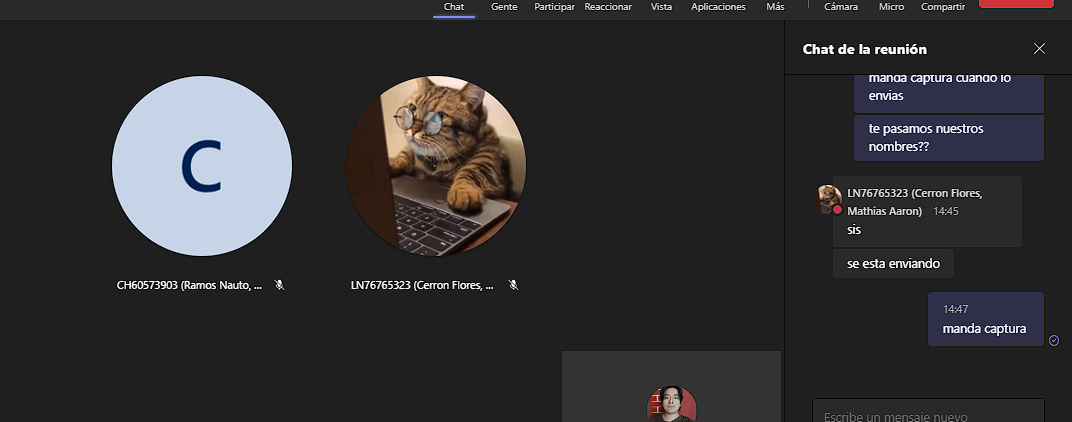 Chat Gente Participar Reaccionar Vista Aplicaciones Más Cámara Micro Compartir
Chat de la reunión
manda captura cuando lo
envias
te pasamos nuestros
nombres??
LN76765323 (Cerron Flores,
Mathias Aaron) 14:45
sis
se esta enviando
14:47
manda captura
Escribe un mensaje nuevo
C
CH60573903 (Ramos Nauto, ...
LN76765323 (Cerron Flores, ...